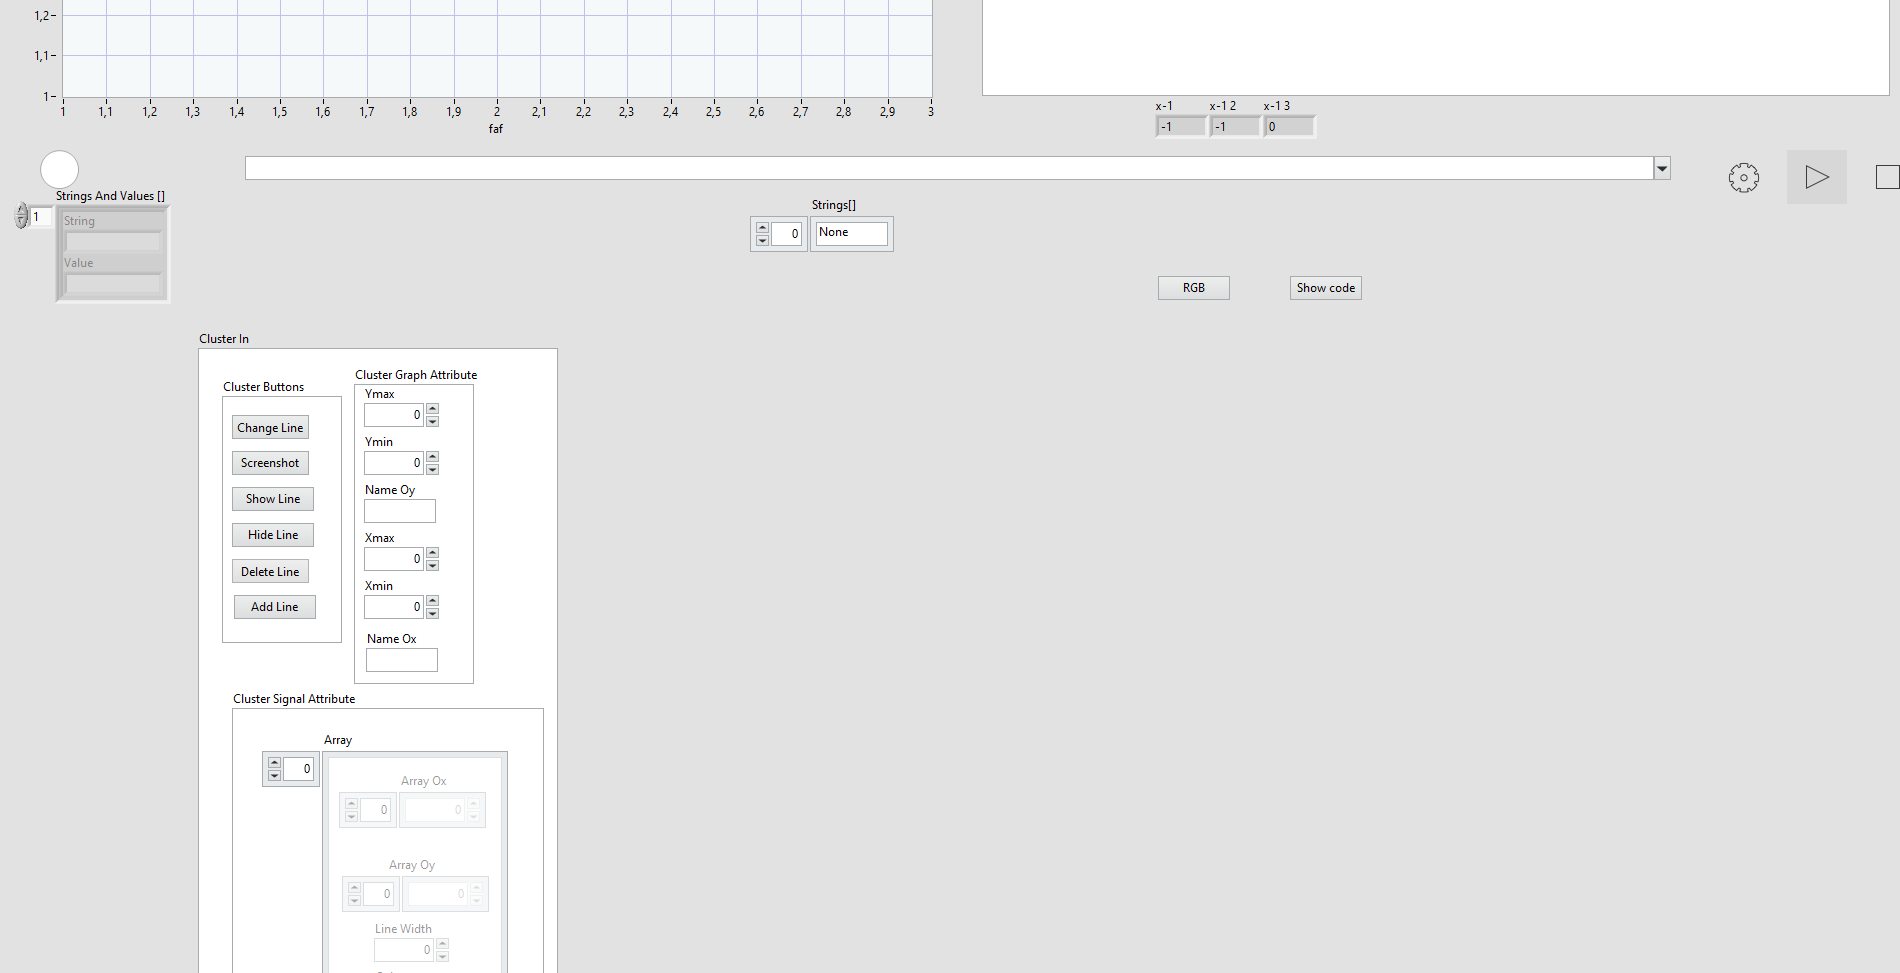 1,2
1,1
1
1 1,1 1,2 1,3 1,4 1,5 1,6 1,7 1,8 1,9 2 2,1 2,2 2,3 2,4 2,5 2,6 2,7 2,8 2,9 3
faf
x-1 x-1 2 x-1 3
-1 -1 0
Strings And Values []
1
String
Value
Strings[]
0 None
RGB Show code
Cluster In
Cluster Buttons
Change Line
Screenshot
Show Line
Hide Line
Delete Line
Add Line
Cluster Graph Attribute
Ymax
0
Ymin
0
Name Oy
Xmax
0
Xmin
0
Name Ox
Cluster Signal Attribute
Array
0
Array Ox
0 0
Array Oy
0 0
Line Width
0